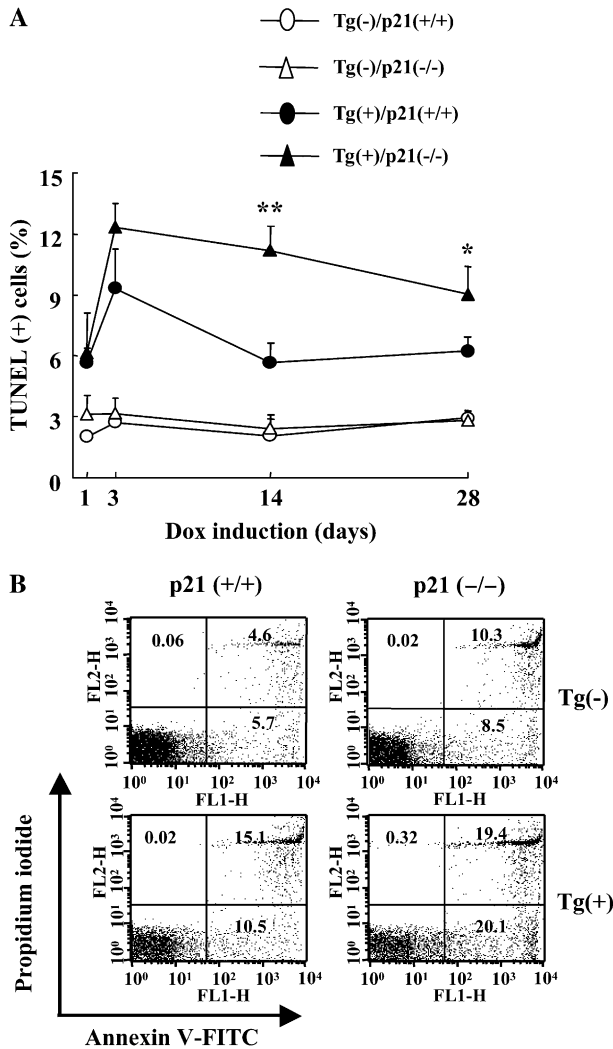 A
Tg(-)/p21(+/+)
Tg(-)/p21(-/-)
Tg(+)/p21(+/+)
Tg(+)/p21(-/-)
TUNEL (+) cells (%)
15
12
9
6
3
0
**
*
1 3 14 28
Dox induction (days)
B
p21 (+/+) p21 (−/−)
FL2-H
10⁴
10³
10²
10¹
10⁰
0.06 4.6
5.7
10⁰ 10¹ 10² 10³ 10⁴
FL1-H
FL2-H
10⁴
10³
10²
10¹
10⁰
0.02 10.3
8.5
10⁰ 10¹ 10² 10³ 10⁴
FL1-H
Tg(-)
FL2-H
10⁴
10³
10²
10¹
10⁰
0.02 15.1
10.5
10⁰ 10¹ 10² 10³ 10⁴
FL1-H
FL2-H
10⁴
10³
10²
10¹
10⁰
0.32 19.4
20.1
10⁰ 10¹ 10² 10³ 10⁴
FL1-H
Tg(+)
Propidium iodide
Annexin V-FITC